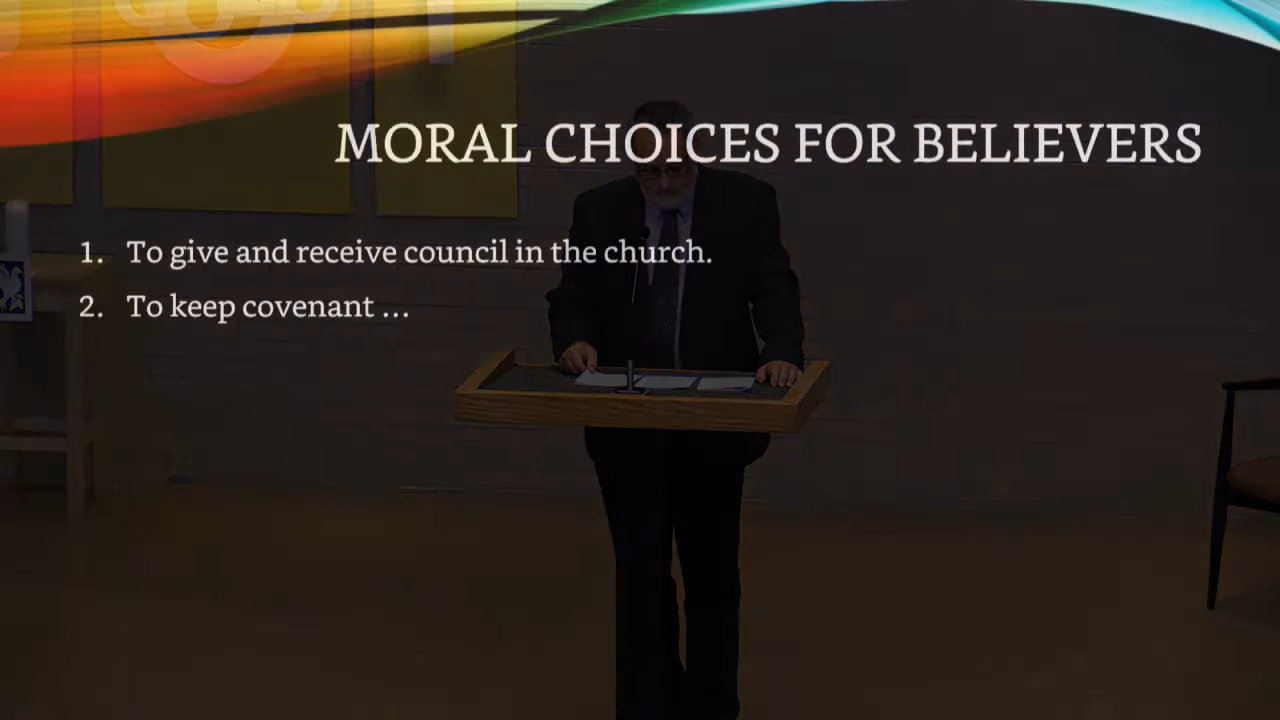 MORAL CHOICES FOR BELIEVERS
1. To give and receive council in the church.
2. To keep covenant …